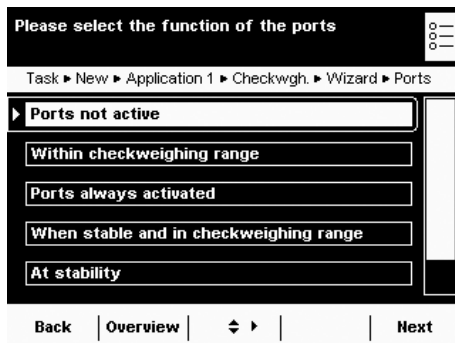 Please select the function of the ports
Task ▸ New ▸ Application 1 ▸ Checkwgh. ▸ Wizard ▸ Ports
Ports not active
Within checkweighing range
Ports always activated
When stable and in checkweighing range
At stability
Back Overview Next